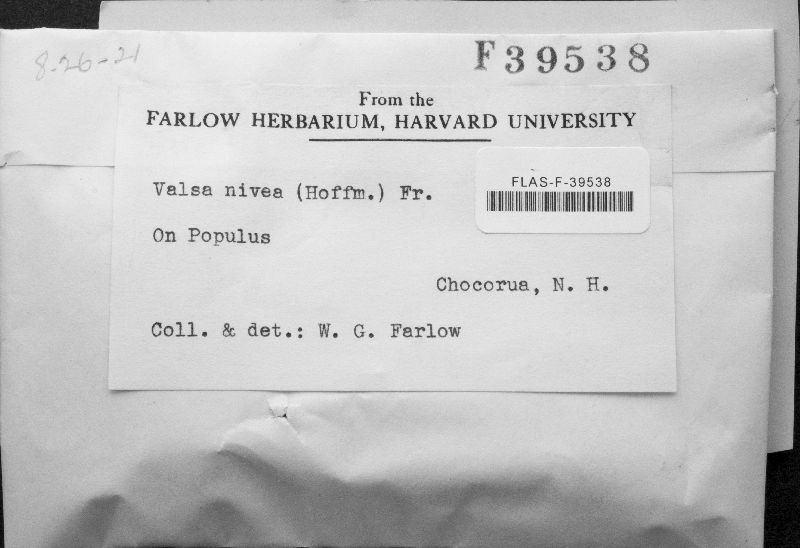 8-26-21
F39538
From the
FARLOW HERBARIUM, HARVARD UNIVERSITY
Valsa nivea (Hoffm.) Fr.
FLAS-F-39538
On Populus
Chocorua, N. H.
Coll. & det.: W. G. Farlow